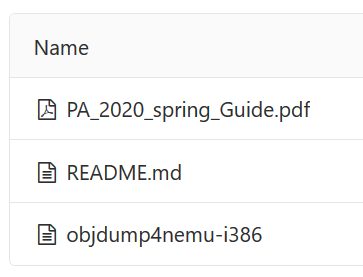 Name
PA_2020_spring_Guide.pdf
README.md
objdump4nemu-i386